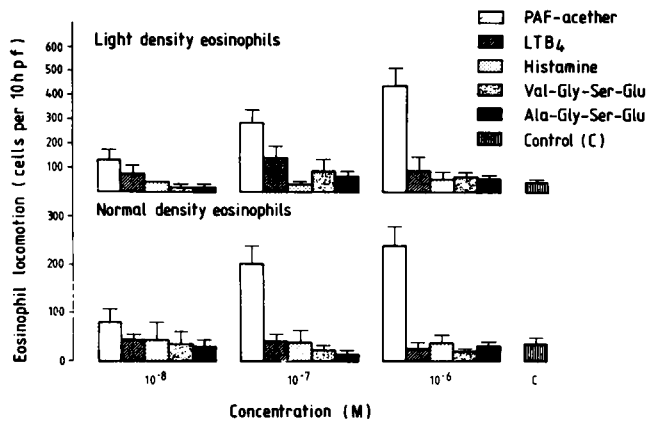 Light density eosinophils
PAF-acether
LTB₄
Histamine
Val-Gly-Ser-Glu
Ala-Gly-Ser-Glu
Control (C)
600
500
400
300
200
100
Normal density eosinophils
300
200
100
0
Eosinophil locomotion (cells per 10hpf)
10⁻⁸
10⁻⁷
10⁻⁶
C
Concentration (M)